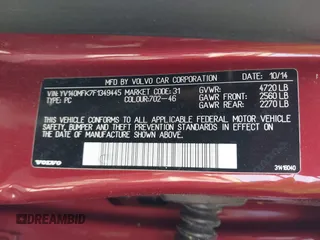 MFD. BY VOLVO CAR CORPORATION DATE: 10/14
VIN: YV140MFK7F1349445 MARKET CODE: 31 GVWR: 4720 LB
TYPE: PC COLOUR: 702-46 GAWR FRONT: 2560 LB
GAWR REAR: 2270 LB
THIS VEHICLE CONFORMS TO ALL APPLICABLE FEDERAL MOTOR VEHICLE
SAFETY, BUMPER AND THEFT PREVENTION STANDARDS IN EFFECT
ON THE DATE OF MANUFACTURE SHOWN ABOVE.
VOLVO 31418040
DREAMBID